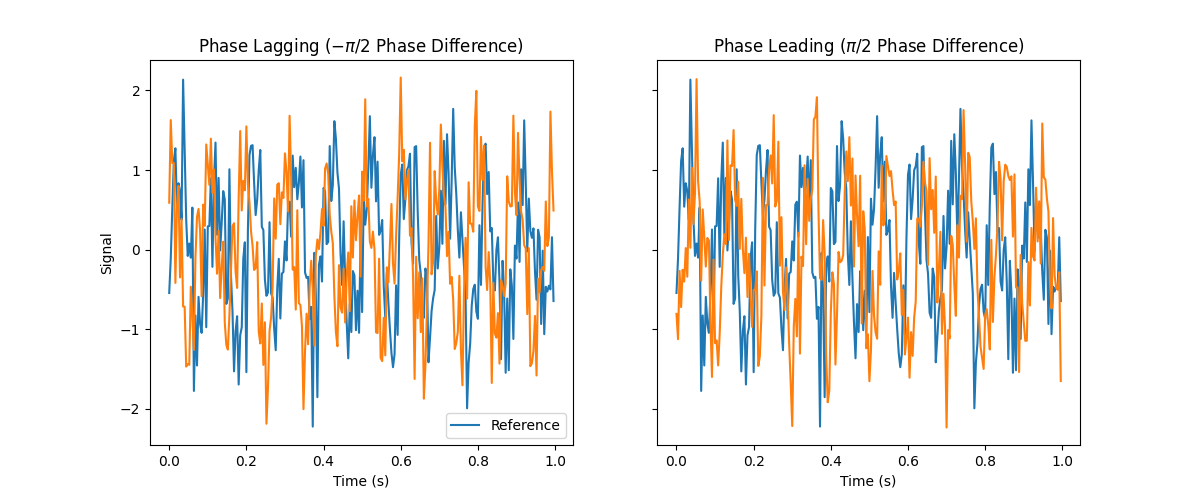 Phase Lagging (−π/2 Phase Difference)
Phase Leading (π/2 Phase Difference)
Signal
2
1
0
−1
−2
Reference
0.0 0.2 0.4 0.6 0.8 1.0
0.0 0.2 0.4 0.6 0.8 1.0
Time (s)
Time (s)